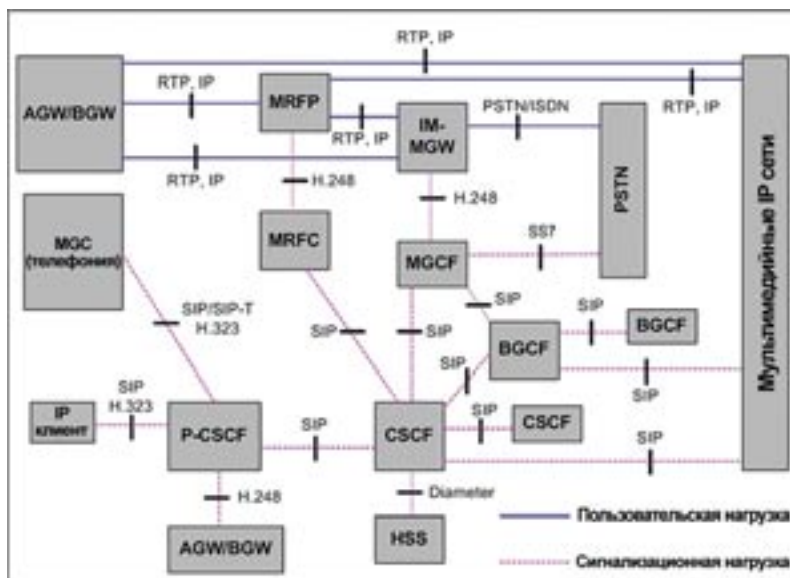 RTP, IP
RTP, IP
RTP, IP
AGW/BGW
MRFP
RTP, IP
IM-
MGW
PSTN/ISDN
RTP, IP
H.248
H.248
PSTN
Мультимедийные IP сети
MGC
(телефония)
MRFC
MGCF
SS7
SIP/SIP-T
H.323
SIP
SIP
SIP
SIP
BGCF
BGCF
SIP
SIP
SIP
H.323
IP
клиент
P-CSCF
SIP
CSCF
SIP
CSCF
SIP
H.248
Diameter
AGW/BGW
HSS
Пользовательская нагрузка
Сигнализационная нагрузка